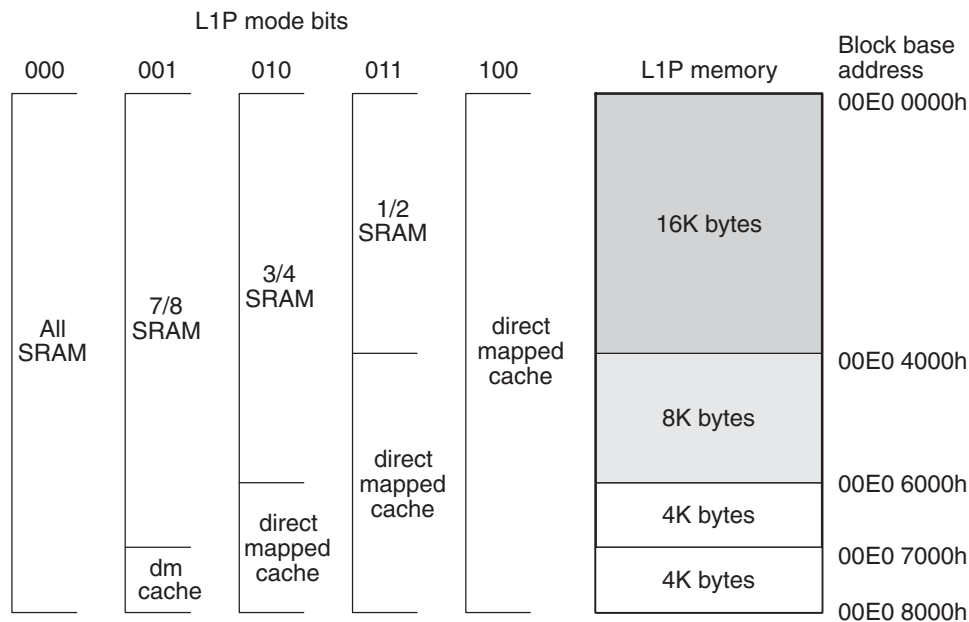 L1P mode bits
000 001 010 011 100 L1P memory
Block base
address
00E0 0000h
1/2
SRAM
16K bytes
3/4
SRAM
7/8
SRAM
All
SRAM
direct
mapped
cache
00E0 4000h
8K bytes
direct
mapped
cache
00E0 6000h
4K bytes
direct
mapped
cache
00E0 7000h
dm
cache
4K bytes
00E0 8000h